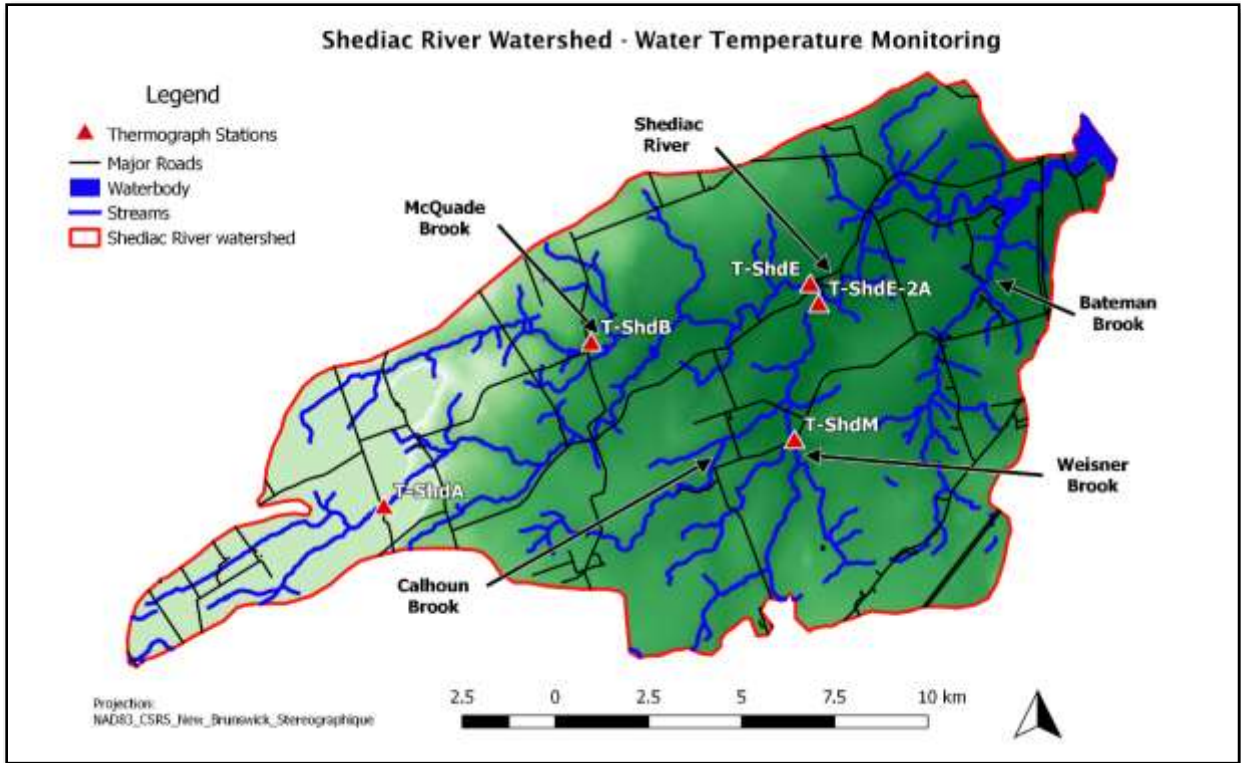 Shediac River Watershed - Water Temperature Monitoring
Legend
Thermograph Stations
Major Roads
Waterbody
Streams
Shediac River watershed
Shediac
River
McQuade
Brook
T-ShdE
T-ShdE-2A
T-ShdB
Bateman
Brook
T-ShdM
Weisner
Brook
T-ShdA
Calhoun
Brook
Projection:
NAD83_CSRS_New_Brunswick_Stereographique
2.5 0 2.5 5 7.5 10 km